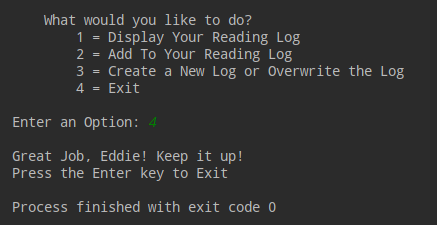 What would you like to do?
1 = Display Your Reading Log
2 = Add To Your Reading Log
3 = Create a New Log or Overwrite the Log
4 = Exit
Enter an Option: 4
Great Job, Eddie! Keep it up!
Press the Enter key to Exit
Process finished with exit code 0